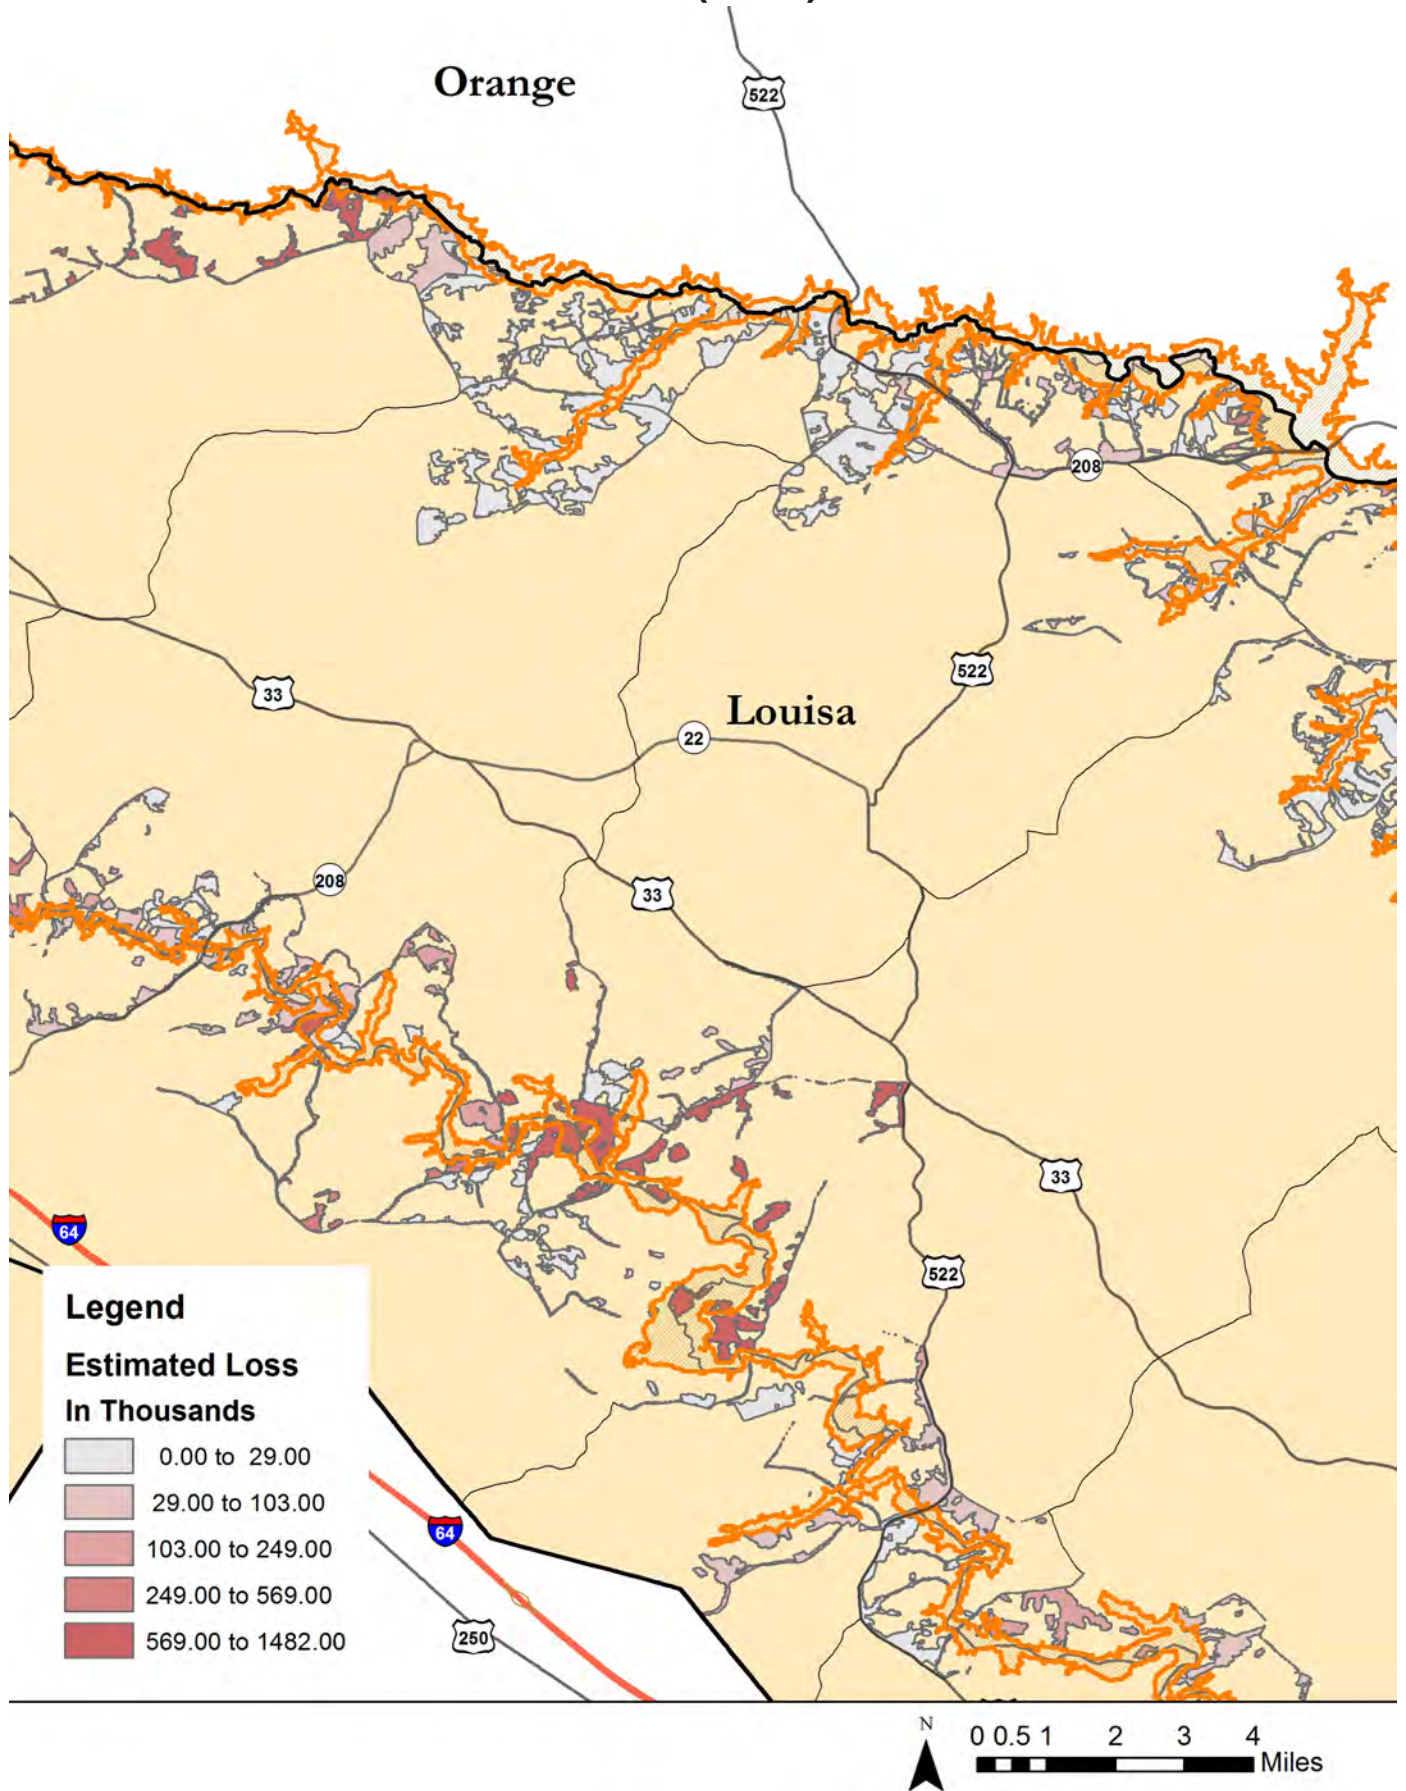 Orange
522
208
522
Louisa
33
22
208
33
33
64
522
Legend
Estimated Loss
In Thousands
0.00 to 29.00
29.00 to 103.00
103.00 to 249.00
249.00 to 569.00
569.00 to 1482.00
64
250
N
0 0.5 1 2 3 4
Miles